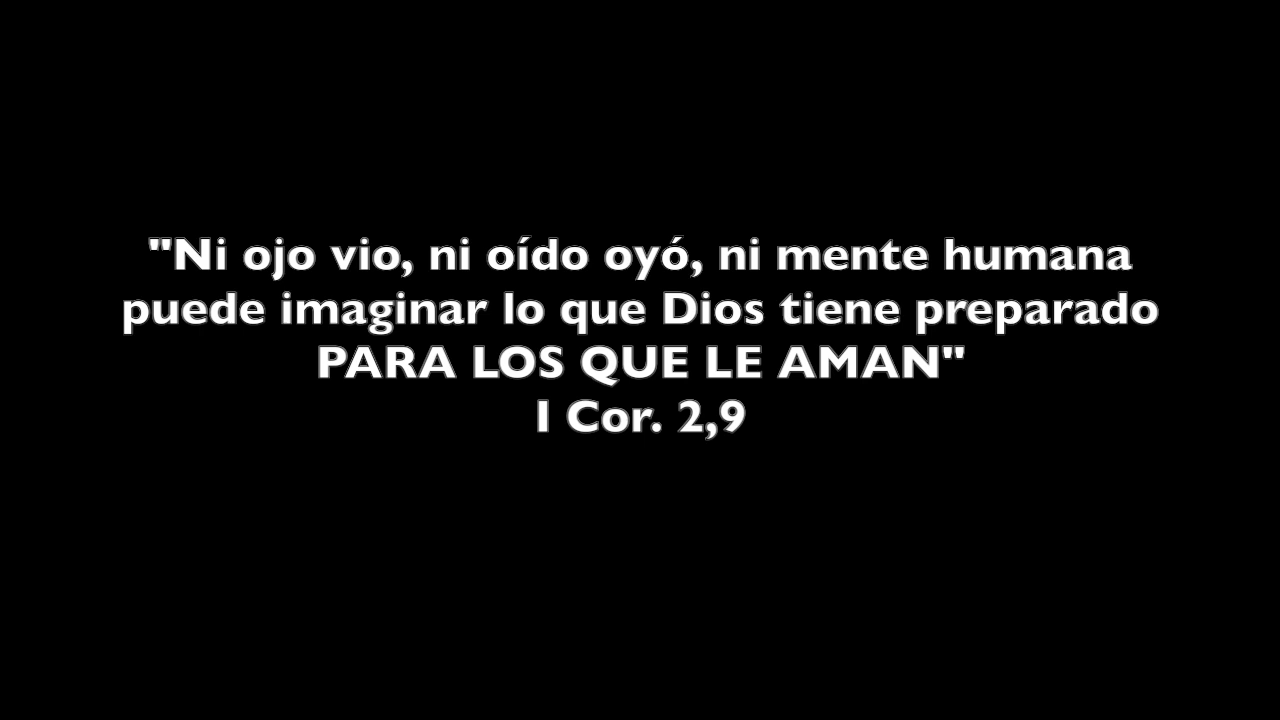 "Ni ojo vio, ni oído oyó, ni mente humana
puede imaginar lo que Dios tiene preparado
PARA LOS QUE LE AMAN"
1 Cor. 2,9